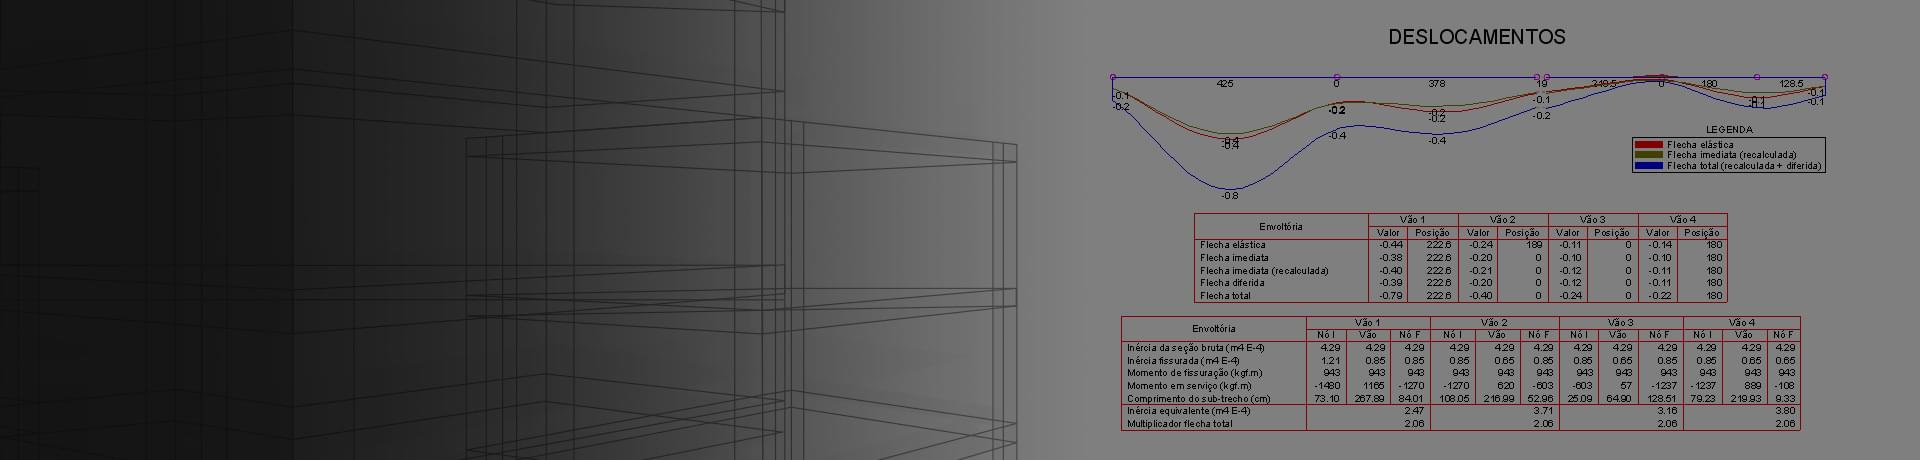 DESLOCAMENTOS
425 0 378 19 0 180 128.5
-0.1 -0.2 -0.2 -0.2 -0.1 -0.1
-0.2 -0.4 -0.4 -0.2 -0.1
-0.4
-0.8
LEGENDA
Flecha elástica
Flecha imediata (recalculada)
Flecha total (recalculada + diferida)
Envoltória Vão 1 Vão 2 Vão 3 Vão 4
Valor Posição Valor Posição Valor Posição Valor Posição
Flecha elástica -0.44 222.6 -0.24 189 -0.11 0 -0.14 180
Flecha imediata -0.38 222.6 -0.20 0 -0.10 0 -0.10 180
Flecha imediata (recalculada) -0.40 222.6 -0.21 0 -0.12 0 -0.11 180
Flecha diferida -0.39 222.6 -0.20 0 -0.12 0 -0.11 180
Flecha total -0.79 222.6 -0.40 0 -0.24 0 -0.22 180
Envoltória Vão 1 Vão 2 Vão 3 Vão 4
Nó I Vão Nó F Nó I Vão Nó F Nó I Vão Nó F Nó I Vão Nó F
Inércia da seção bruta (m4 E-4) 4.29 4.29 4.29 4.29 4.29 4.29 4.29 4.29 4.29 4.29 4.29 4.29
Inércia fissurada (m4 E-4) 1.21 0.85 0.85 0.85 0.65 0.85 0.85 0.65 0.85 0.85 0.65 0.65
Momento de fissuração (kgf.m) 943 943 943 943 943 943 943 943 943 943 943 943
Momento em serviço (kgf.m) -1480 1165 -1270 -1270 620 -603 -603 57 -1237 -1237 889 -108
Comprimento do sub-trecho (cm) 73.10 267.89 84.01 108.05 216.99 52.96 25.09 64.90 128.51 79.23 219.93 9.33
Inércia equivalente (m4 E-4) 2.47 3.71 3.16 3.80
Multiplicador flecha total 2.06 2.06 2.06 2.06